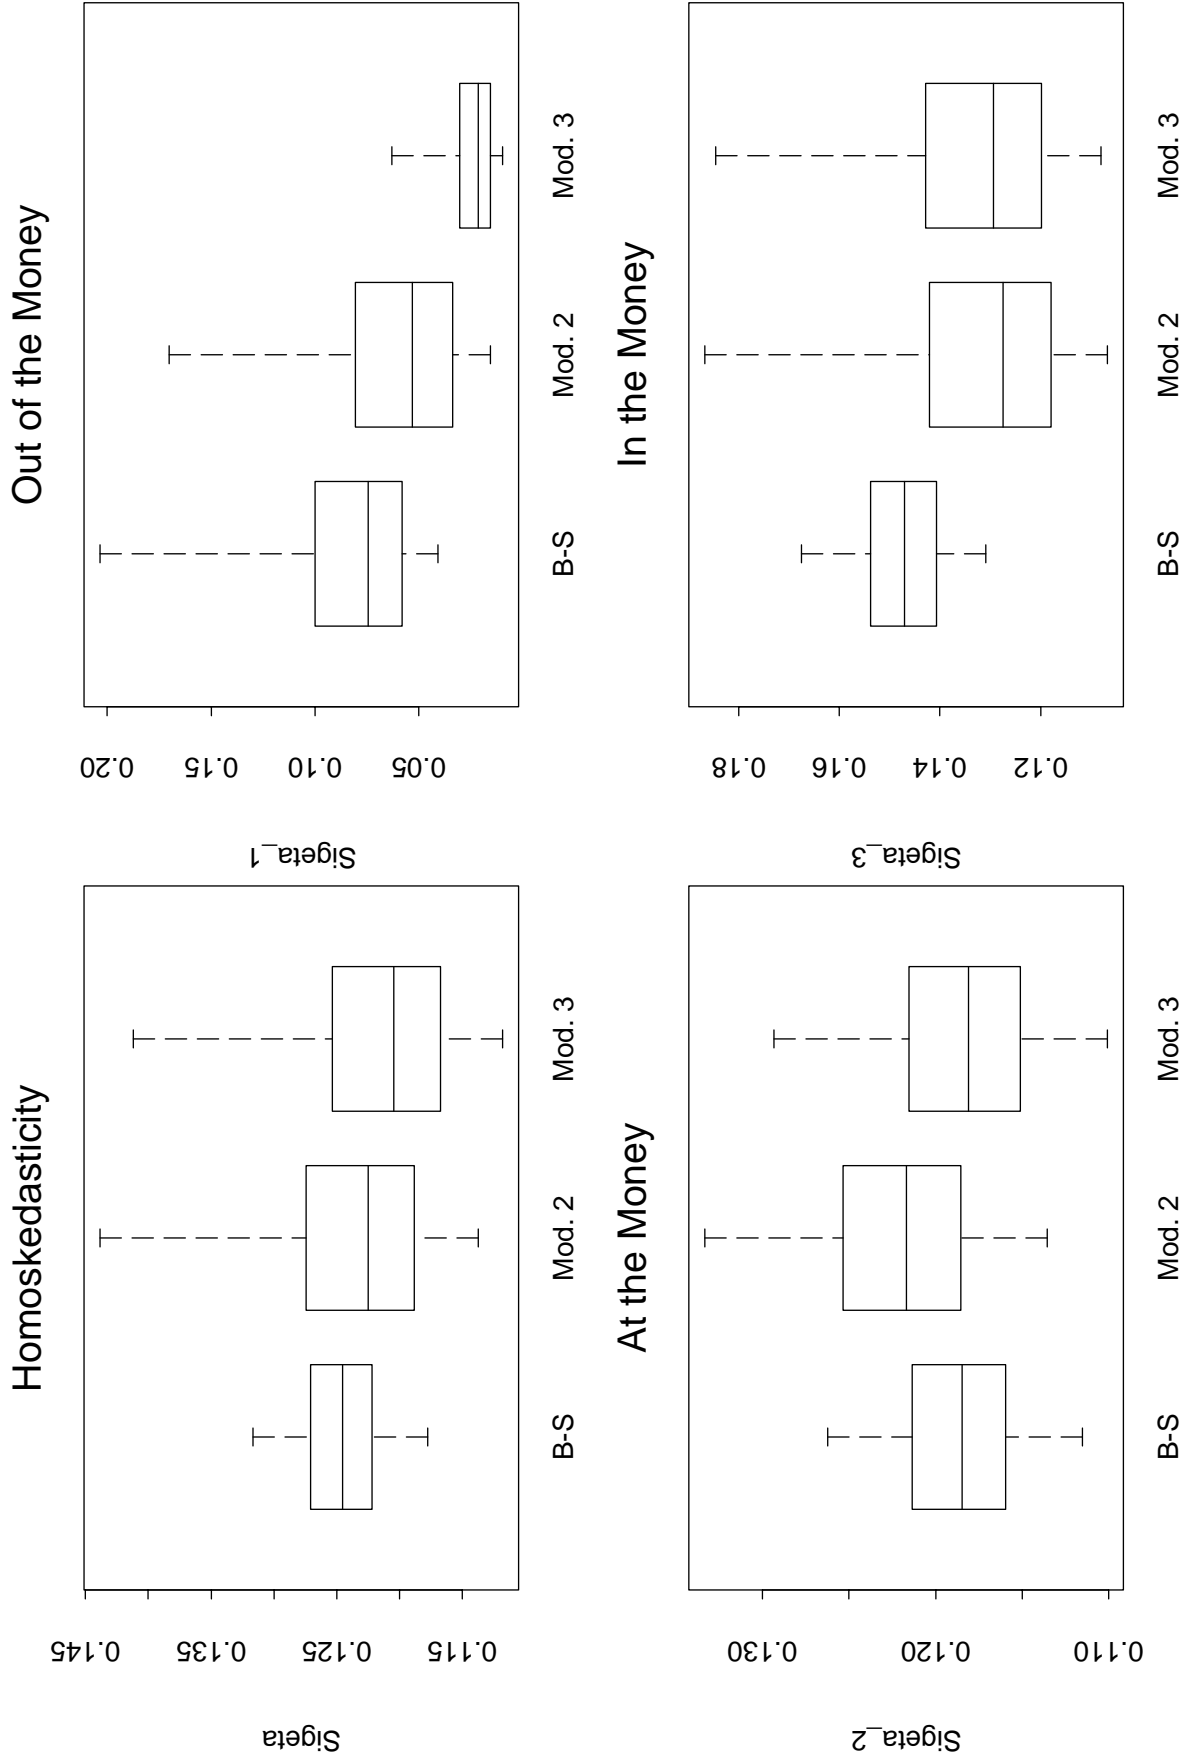 Homoskedasticity
Sigeta
0.115
0.125
0.135
0.145
B-S
Mod. 2
Mod. 3
Out of the Money
Sigeta_1
0.05
0.10
0.15
0.20
B-S
Mod. 2
Mod. 3
At the Money
Sigeta_2
0.110
0.120
0.130
B-S
Mod. 2
Mod. 3
In the Money
Sigeta_3
0.12
0.14
0.16
0.18
B-S
Mod. 2
Mod. 3